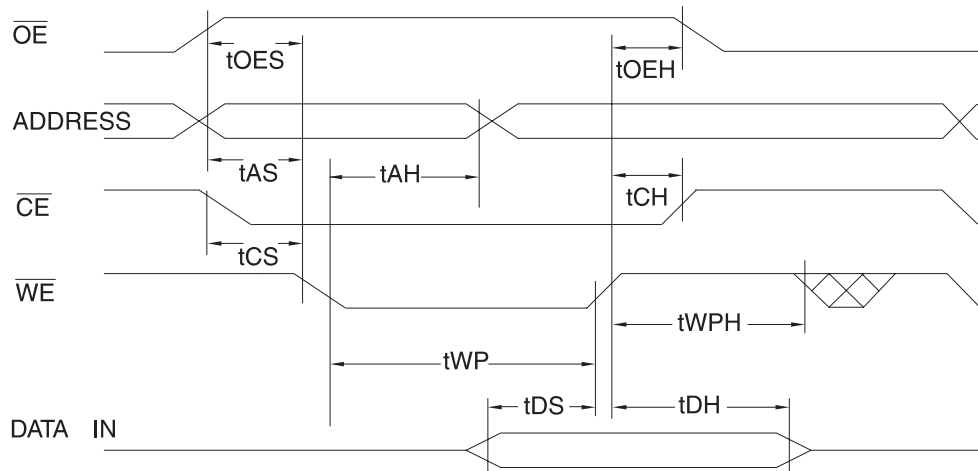 OE
tOES
tOEH
ADDRESS
tAS
tAH
tCH
CE
tCS
WE
tWPH
tWP
tDS
tDH
DATA IN